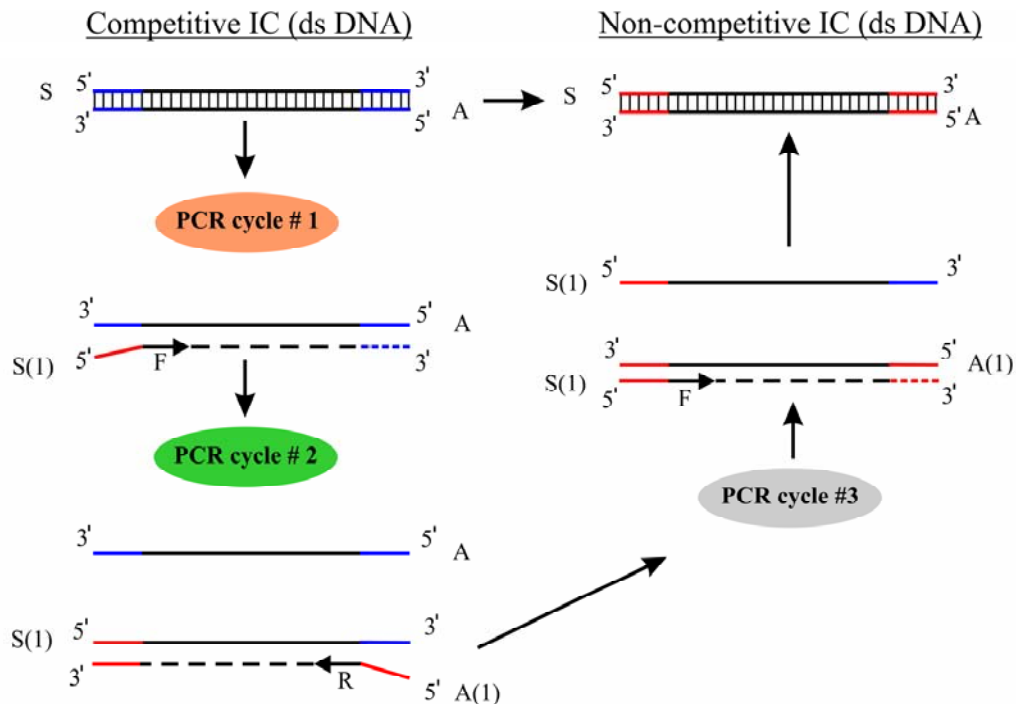 Competitive IC (ds DNA)
Non-competitive IC (ds DNA)
S 5' 3'
3' 5' A
S 5' 3'
3' 5' A
PCR cycle # 1
S(1) 5' 3'
3' 5' A
S(1) 5' F 3'
3' 5' A(1)
S(1) 5' F 3'
PCR cycle # 2
PCR cycle #3
3' 5' A
S(1) 5' 3'
3' R 5' A(1)